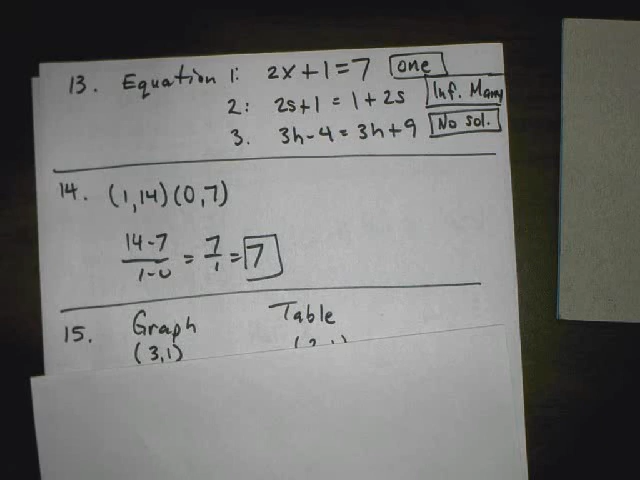 13. Equation 1: 2x+1=7 one
2: 2s+1 = 1+2s Inf. Many
3. 3h-4=3h+9 No sol.
14. (1,14)(0,7)
14-7/1-0 = 7/1 = 7
15. Graph Table
(3,1)